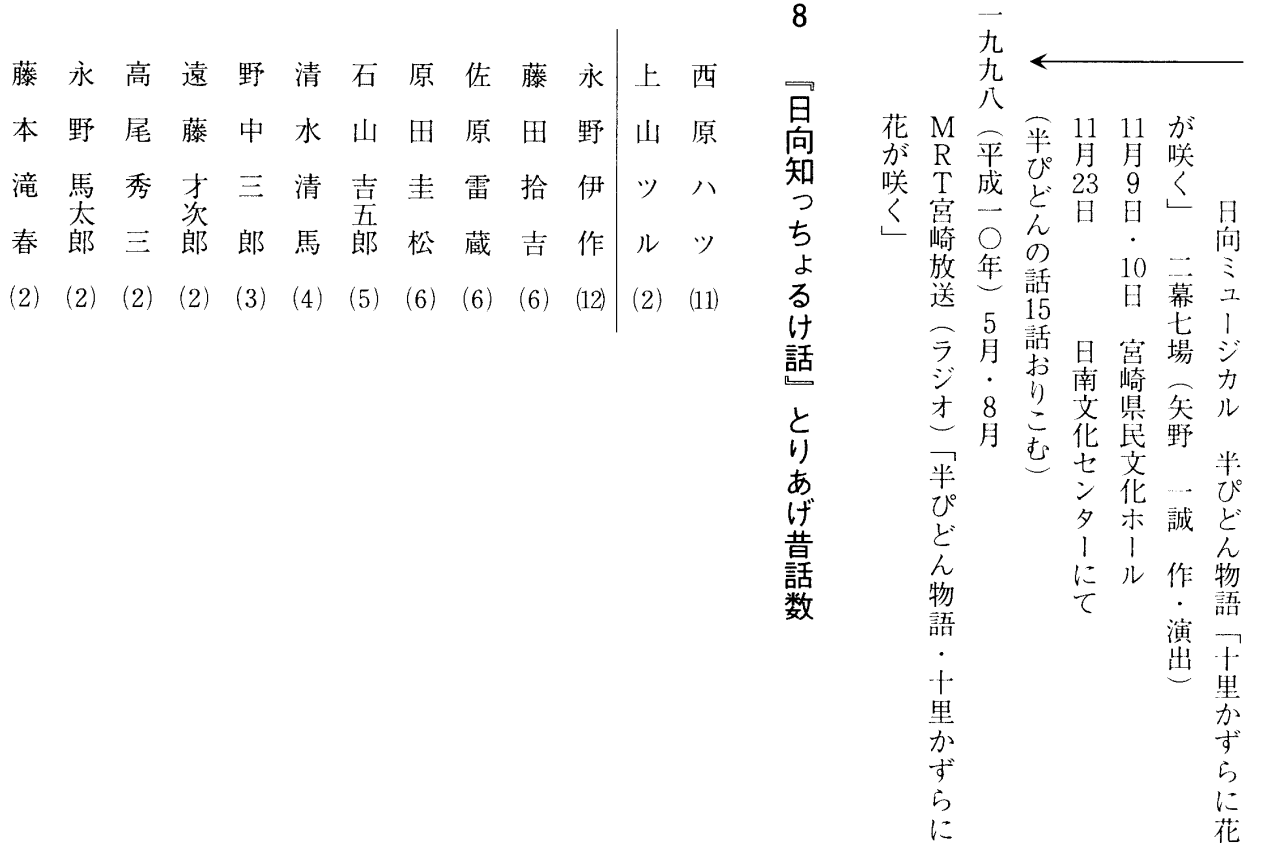 日向ミュージカル　半ぴどん物語「十里かずらに花
が咲く」　二幕七場（矢野　一誠　作・演出）
11月9日・10日　宮崎県民文化ホール
11月23日　　　　日南文化センターにて
（半ぴどんの話15話おりこむ）
一九九八（平成一〇年）5月・8月
MRT宮崎放送（ラジオ）「半ぴどん物語・十里かずらに
花が咲く」
8　『日向知っちょるけ話』とりあげ昔話数
西原ハツ　(11)
上山ツル　(2)
永野伊作　(12)
藤田拾吉　(6)
佐原雷蔵　(6)
原田圭松　(6)
石山吉五郎　(5)
清水清馬　(4)
野中三郎　(3)
遠藤才次郎　(2)
高尾秀三　(2)
永野馬太郎　(2)
藤本滝春　(2)